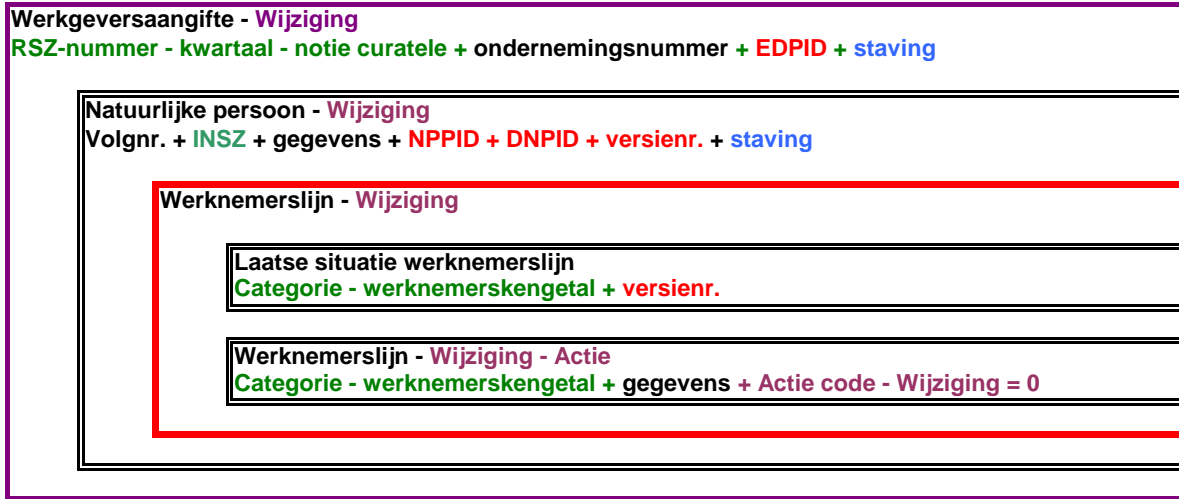 Werkgeversaangifte - Wijziging
RSZ-nummer - kwartaal - notie curatele + ondernemingsnummer + EDPID + staving
Natuurlijke persoon - Wijziging
Volgnr. + INSZ + gegevens + NPPID + DNPID + versienr. + staving
Werknemerslijn - Wijziging
Laatse situatie werknemerslijn
Categorie - werknemerskengetal + versienr.
Werknemerslijn - Wijziging - Actie
Categorie - werknemerskengetal + gegevens + Actie code - Wijziging = 0